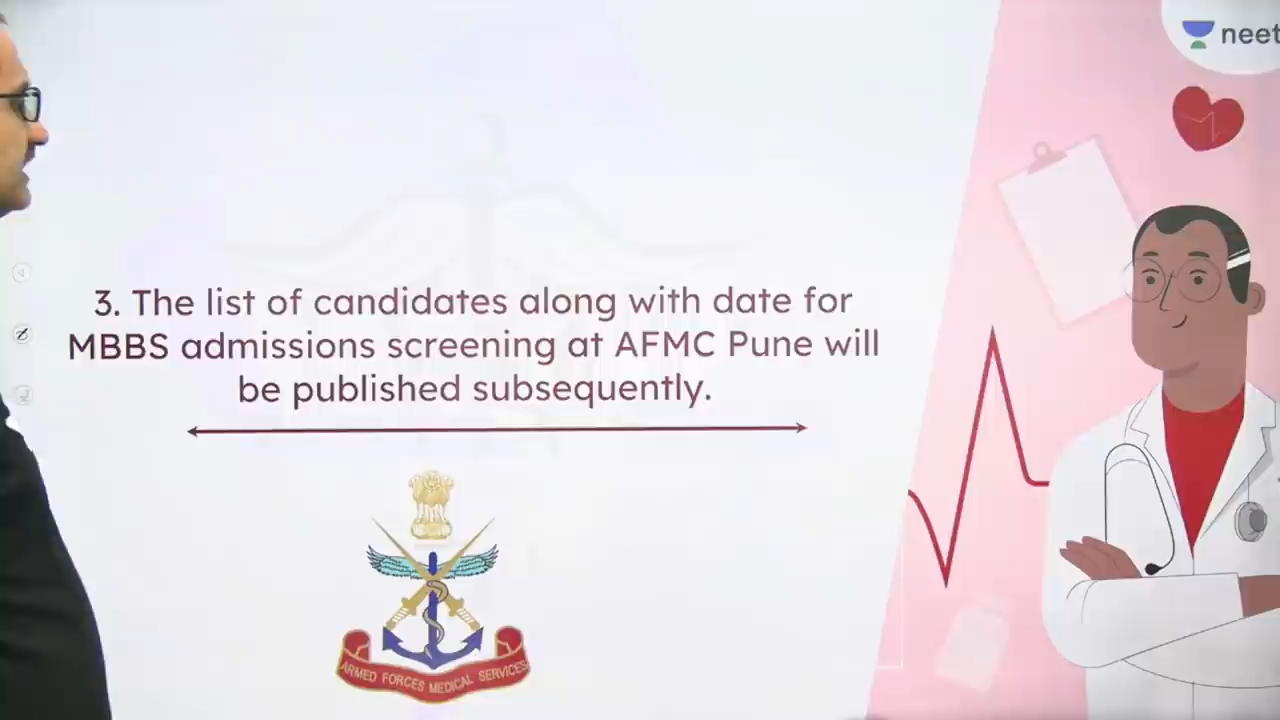 neet
3. The list of candidates along with date for
MBBS admissions screening at AFMC Pune will
be published subsequently.
ARMED FORCES MEDICAL SERVICES